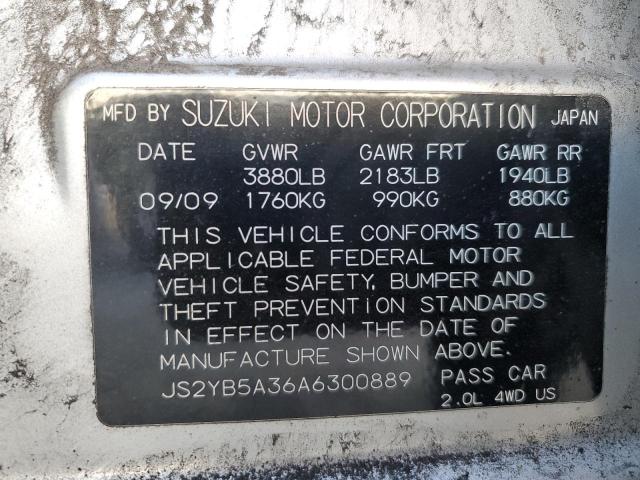 MFD BY SUZUKI MOTOR CORPORATION JAPAN
DATE GVWR GAWR FRT GAWR RR
3880LB 2183LB 1940LB
09/09 1760KG 990KG 880KG
THIS VEHICLE CONFORMS TO ALL
APPLICABLE FEDERAL MOTOR
VEHICLE SAFETY, BUMPER AND
THEFT PREVENTION STANDARDS
IN EFFECT ON THE DATE OF
MANUFACTURE SHOWN ABOVE.
JS2YB5A36A6300889 PASS CAR
2.0L 4WD US